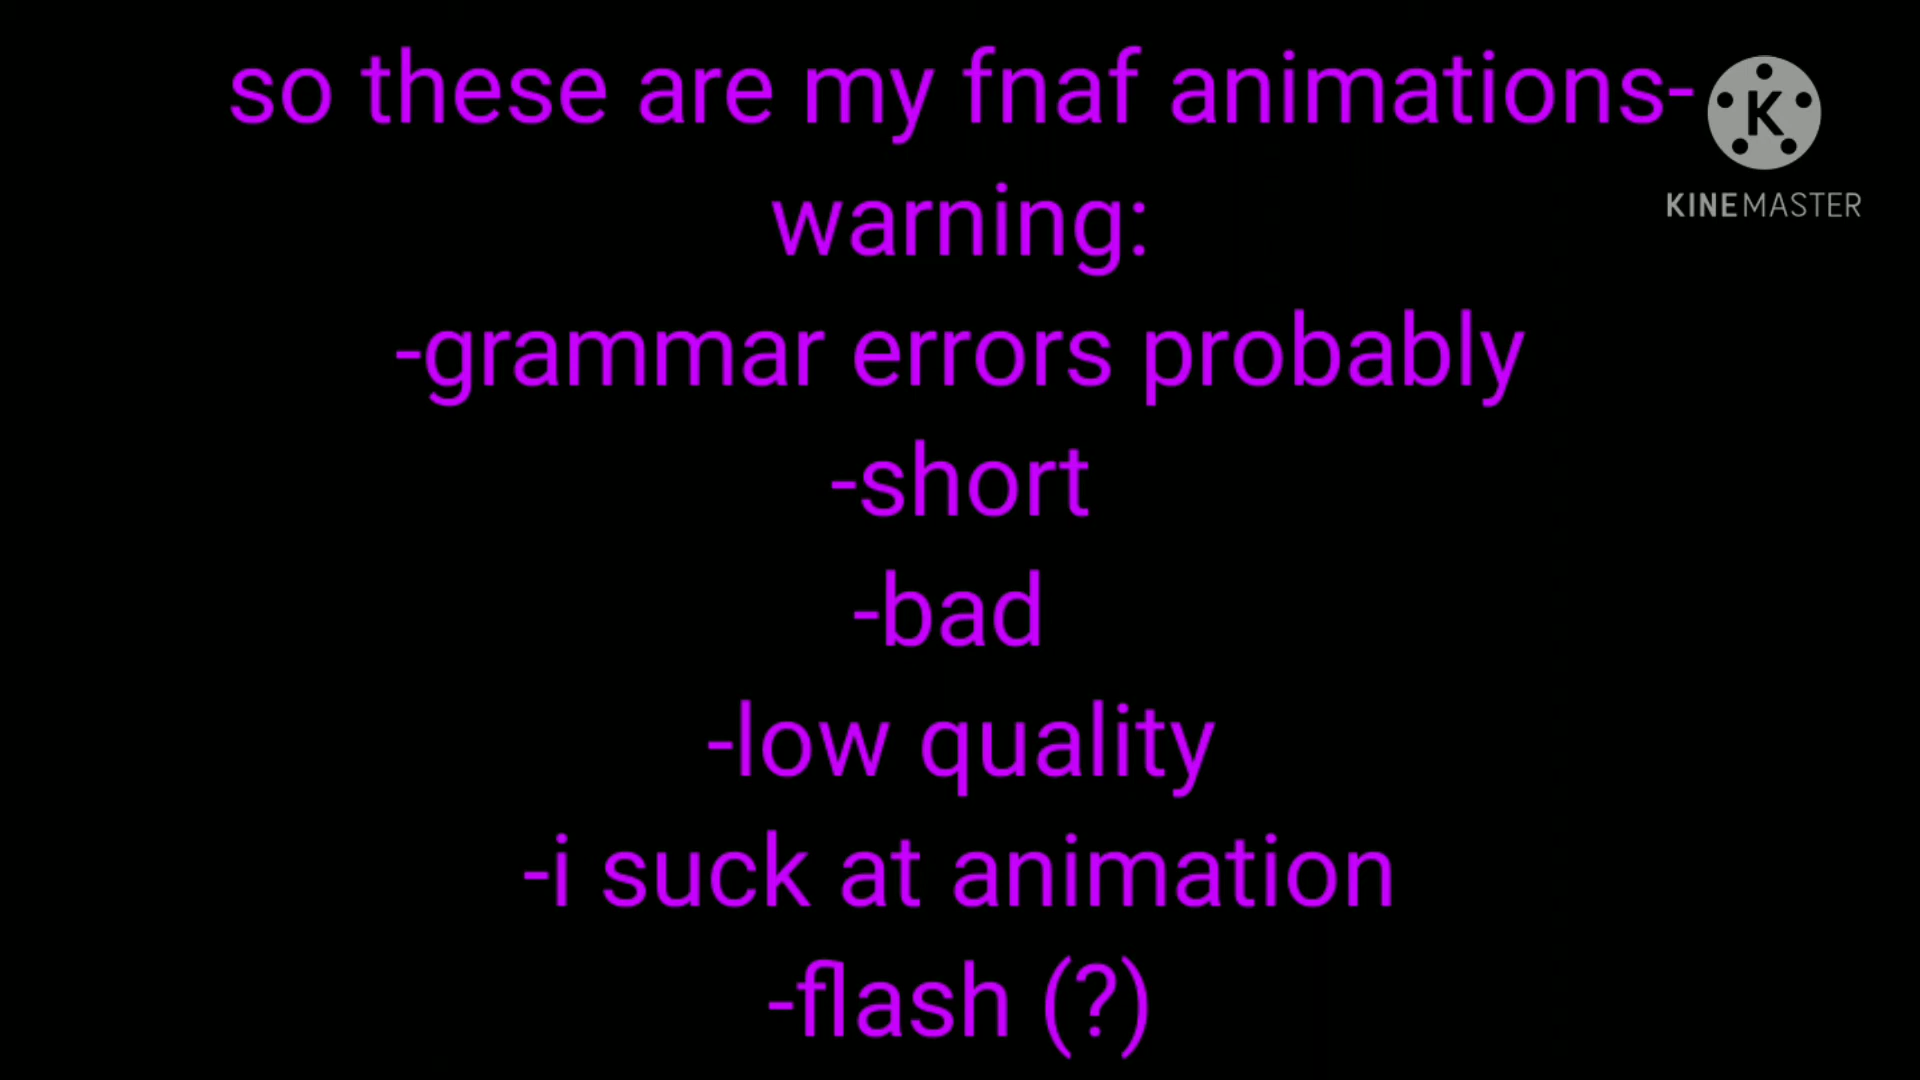 so these are my fnaf animations-
warning:
-grammar errors probably
-short
-bad
-low quality
-i suck at animation
-flash (?)
K
KINEMASTER